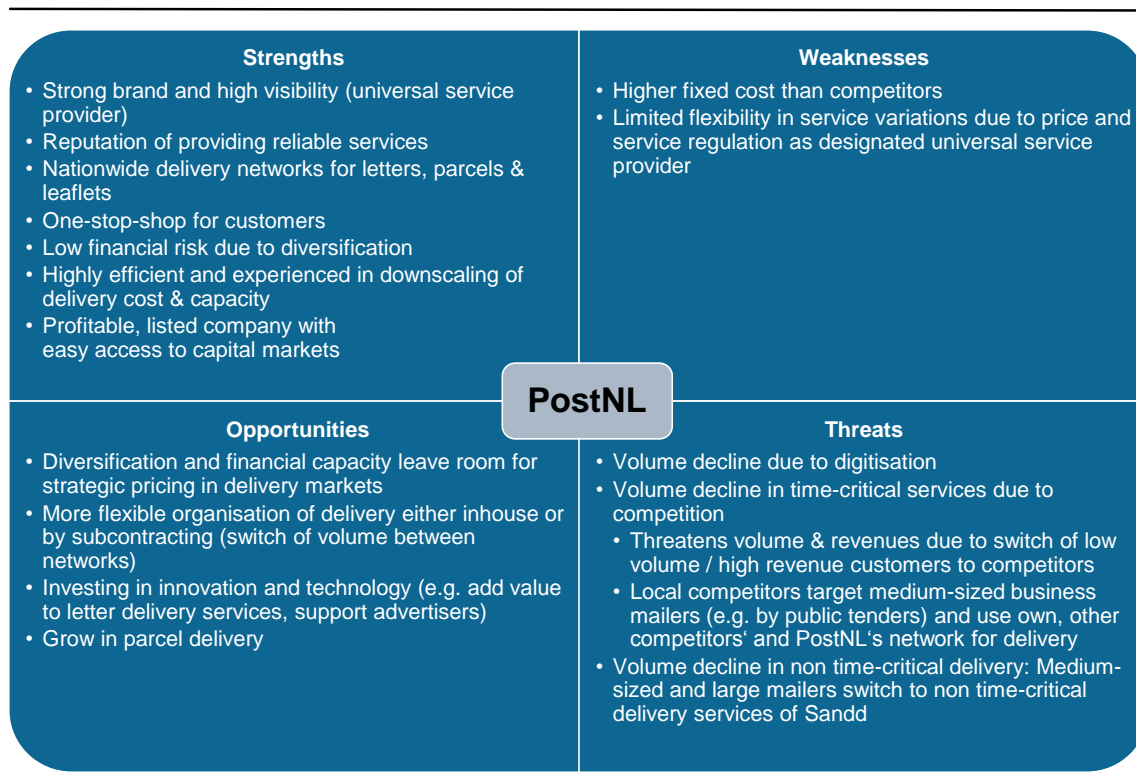 Strengths
• Strong brand and high visibility (universal service
provider)
• Reputation of providing reliable services
• Nationwide delivery networks for letters, parcels &
leaflets
• One-stop-shop for customers
• Low financial risk due to diversification
• Highly efficient and experienced in downscaling of
delivery cost & capacity
• Profitable, listed company with
easy access to capital markets
Weaknesses
• Higher fixed cost than competitors
• Limited flexibility in service variations due to price and
service regulation as designated universal service
provider
PostNL
Opportunities
• Diversification and financial capacity leave room for
strategic pricing in delivery markets
• More flexible organisation of delivery either inhouse or
by subcontracting (switch of volume between
networks)
• Investing in innovation and technology (e.g. add value
to letter delivery services, support advertisers)
• Grow in parcel delivery
Threats
• Volume decline due to digitisation
• Volume decline in time-critical services due to
competition
• Threatens volume & revenues due to switch of low
volume / high revenue customers to competitors
• Local competitors target medium-sized business
mailers (e.g. by public tenders) and use own, other
competitors‘ and PostNL‘s network for delivery
• Volume decline in non time-critical delivery: Medium-
sized and large mailers switch to non time-critical
delivery services of Sandd